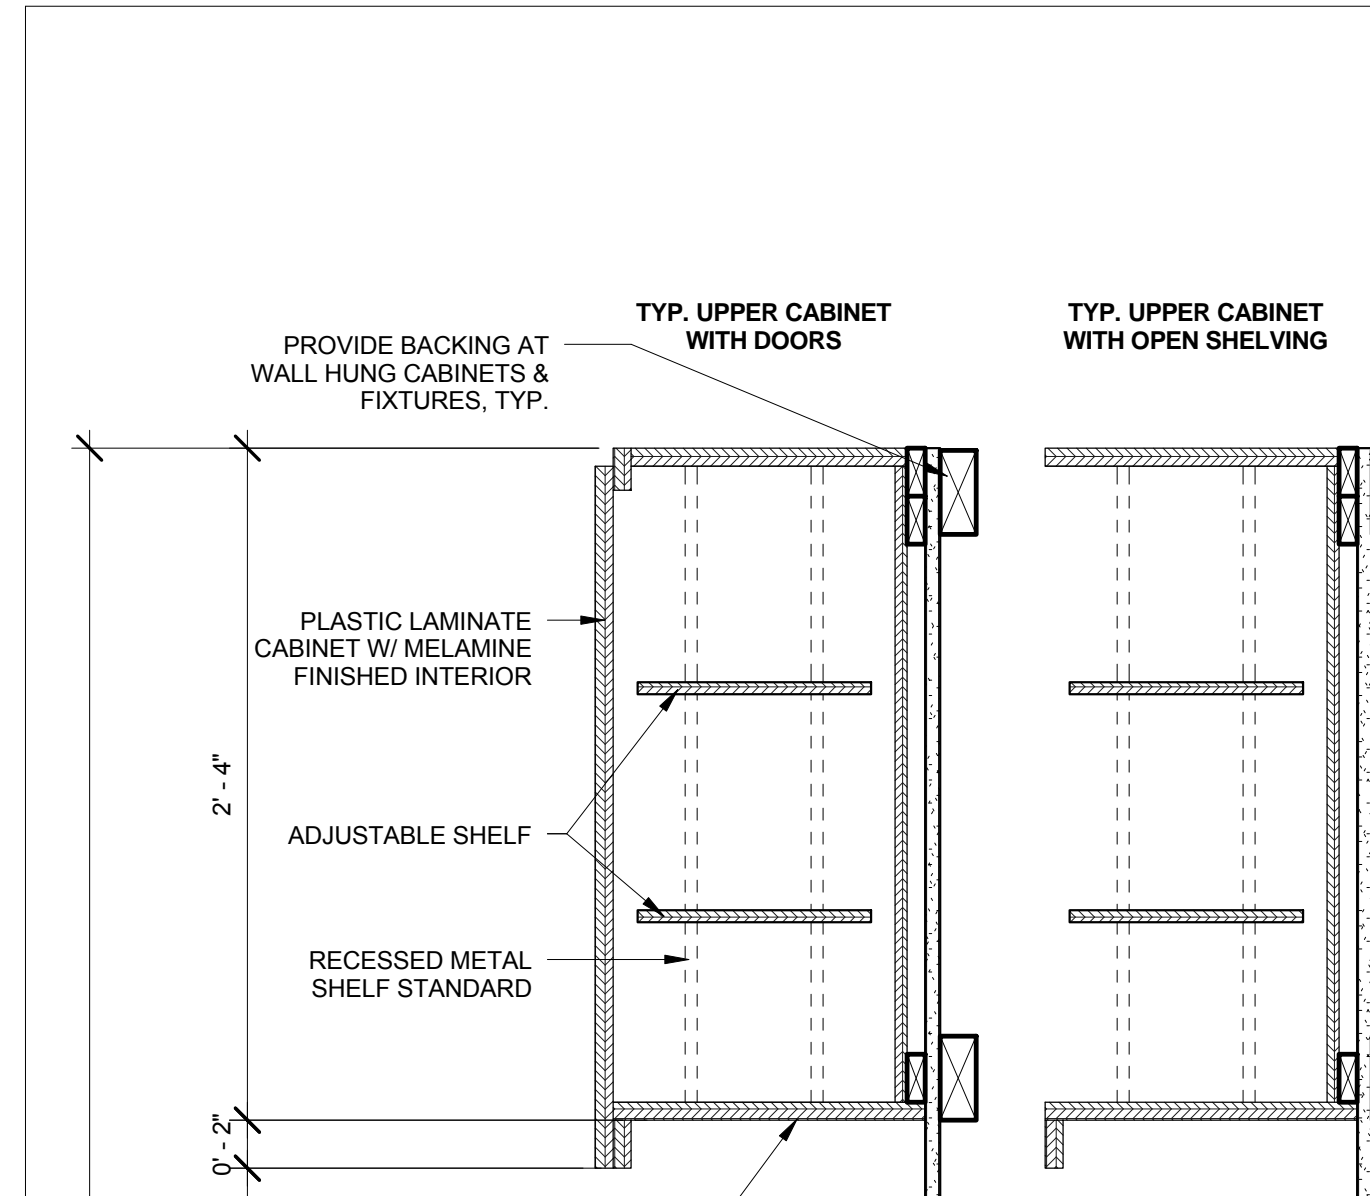 TYP. UPPER CABINET
WITH DOORS
TYP. UPPER CABINET
WITH OPEN SHELVING
PROVIDE BACKING AT
WALL HUNG CABINETS &
FIXTURES, TYP.
PLASTIC LAMINATE
CABINET W/ MELAMINE
FINISHED INTERIOR
2' - 4"
ADJUSTABLE SHELF
RECESSED METAL
SHELF STANDARD
0' - 2"